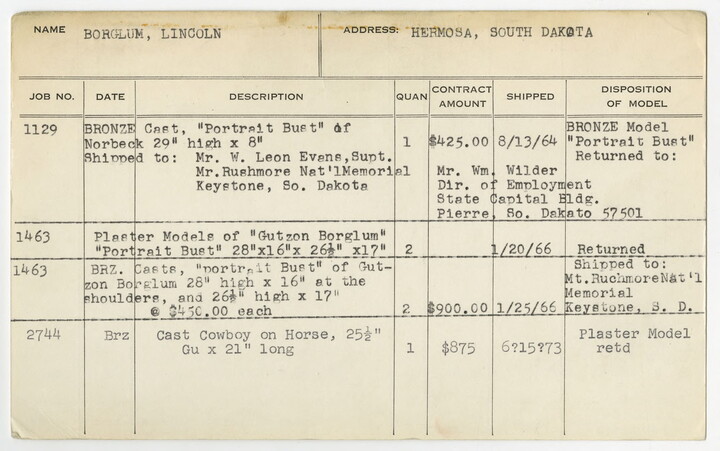 NAME BORGLUM, LINCOLN ADDRESS: HERMOSA, SOUTH DAKOTA
JOB NO. DATE DESCRIPTION QUAN CONTRACT AMOUNT SHIPPED DISPOSITION OF MODEL
1129 BRONZE Cast, "Portrait Bust" of 1 $425.00 8/13/64 BRONZE Model
Norbeck 29" high x 8" "Portrait Bust"
Shipped to: Mr. W. Leon Evans,Supt. Returned to:
Mr.Rushmore Nat'lMemorial Mr. Wm. Wilder
Keystone, So. Dakota Dir. of Employment
State Capital Bldg.
Pierre, So. Dakato 57501
1463 Plaster Models of "Gutzon Borglum"
"Portrait Bust" 28"x16"x 26½" x17" 2 1/20/66 Returned
1463 BRZ. Casts, "portrait Bust" of Gut- Shipped to:
zon Borglum 28" high x 16" at the Mt.RuchmoreNat'l
shoulders, and 26½" high x 17" Memorial
@ $450.00 each 2 $900.00 1/25/66 Keystone, S. D.
2744 Brz Cast Cowboy on Horse, 25½" Plaster Model
Gu x 21" long 1 $875 6?15?73 retd